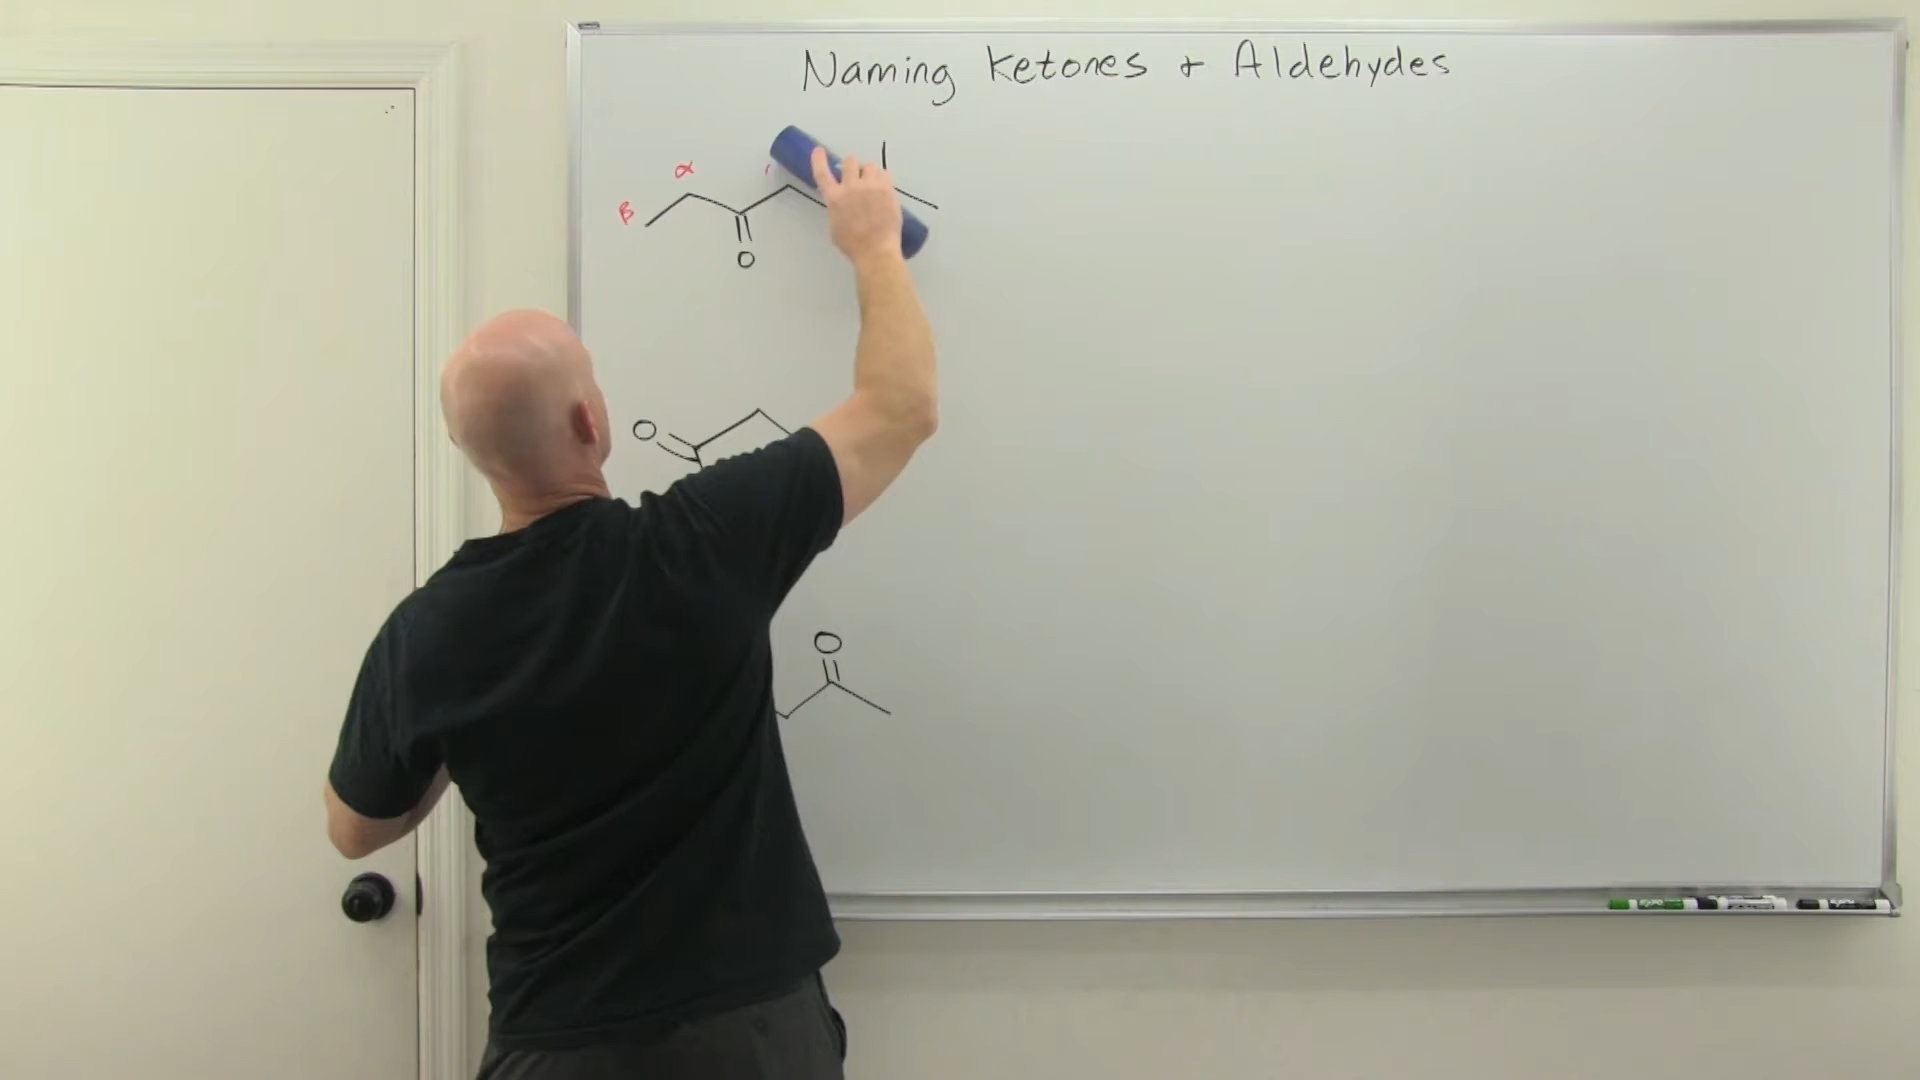 Naming Ketones + Aldehydes
α
β
O
O
O